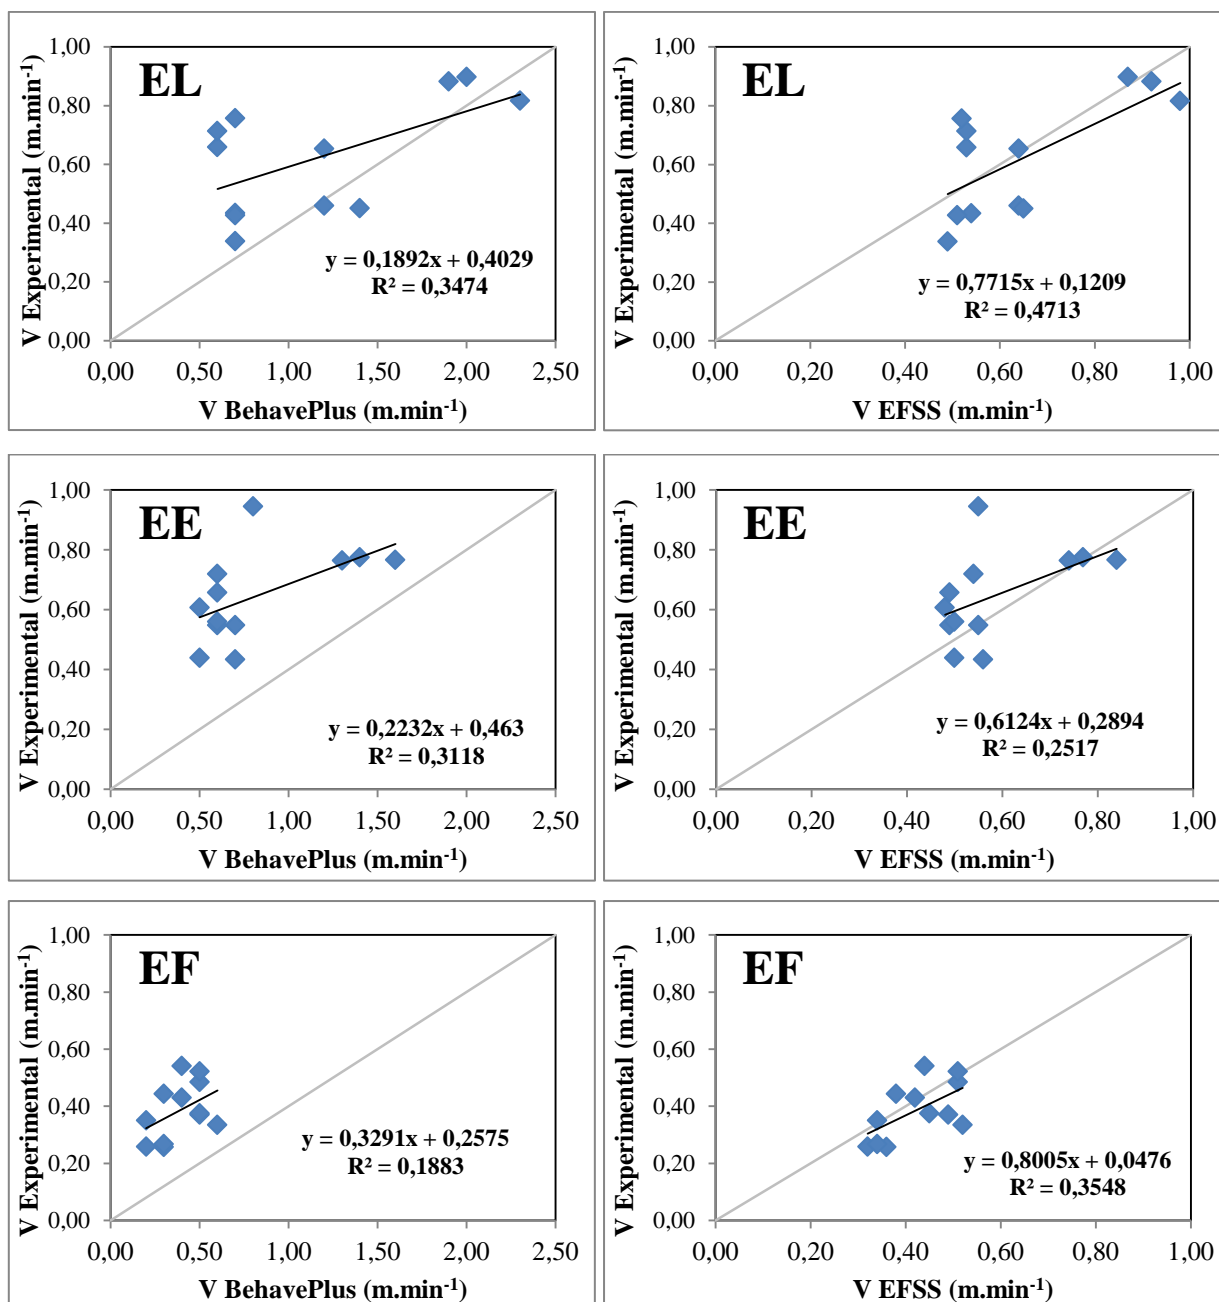 EL
V Experimental (m.min⁻¹)
1,00
0,80
0,60
0,40
0,20
0,00
y = 0,1892x + 0,4029
R² = 0,3474
0,00 0,50 1,00 1,50 2,00 2,50
V BehavePlus (m.min⁻¹)
EL
V Experimental (m.min⁻¹)
1,00
0,80
0,60
0,40
0,20
0,00
y = 0,7715x + 0,1209
R² = 0,4713
0,00 0,20 0,40 0,60 0,80 1,00
V EFSS (m.min⁻¹)
EE
V Experimental (m.min⁻¹)
1,00
0,80
0,60
0,40
0,20
0,00
y = 0,2232x + 0,463
R² = 0,3118
0,00 0,50 1,00 1,50 2,00 2,50
V BehavePlus (m.min⁻¹)
EE
V Experimental (m.min⁻¹)
1,00
0,80
0,60
0,40
0,20
0,00
y = 0,6124x + 0,2894
R² = 0,2517
0,00 0,20 0,40 0,60 0,80 1,00
V EFSS (m.min⁻¹)
EF
V Experimental (m.min⁻¹)
1,00
0,80
0,60
0,40
0,20
0,00
y = 0,3291x + 0,2575
R² = 0,1883
0,00 0,50 1,00 1,50 2,00 2,50
V BehavePlus (m.min⁻¹)
EF
V Experimental (m.min⁻¹)
1,00
0,80
0,60
0,40
0,20
0,00
y = 0,8005x + 0,0476
R² = 0,3548
0,00 0,20 0,40 0,60 0,80 1,00
V EFSS (m.min⁻¹)